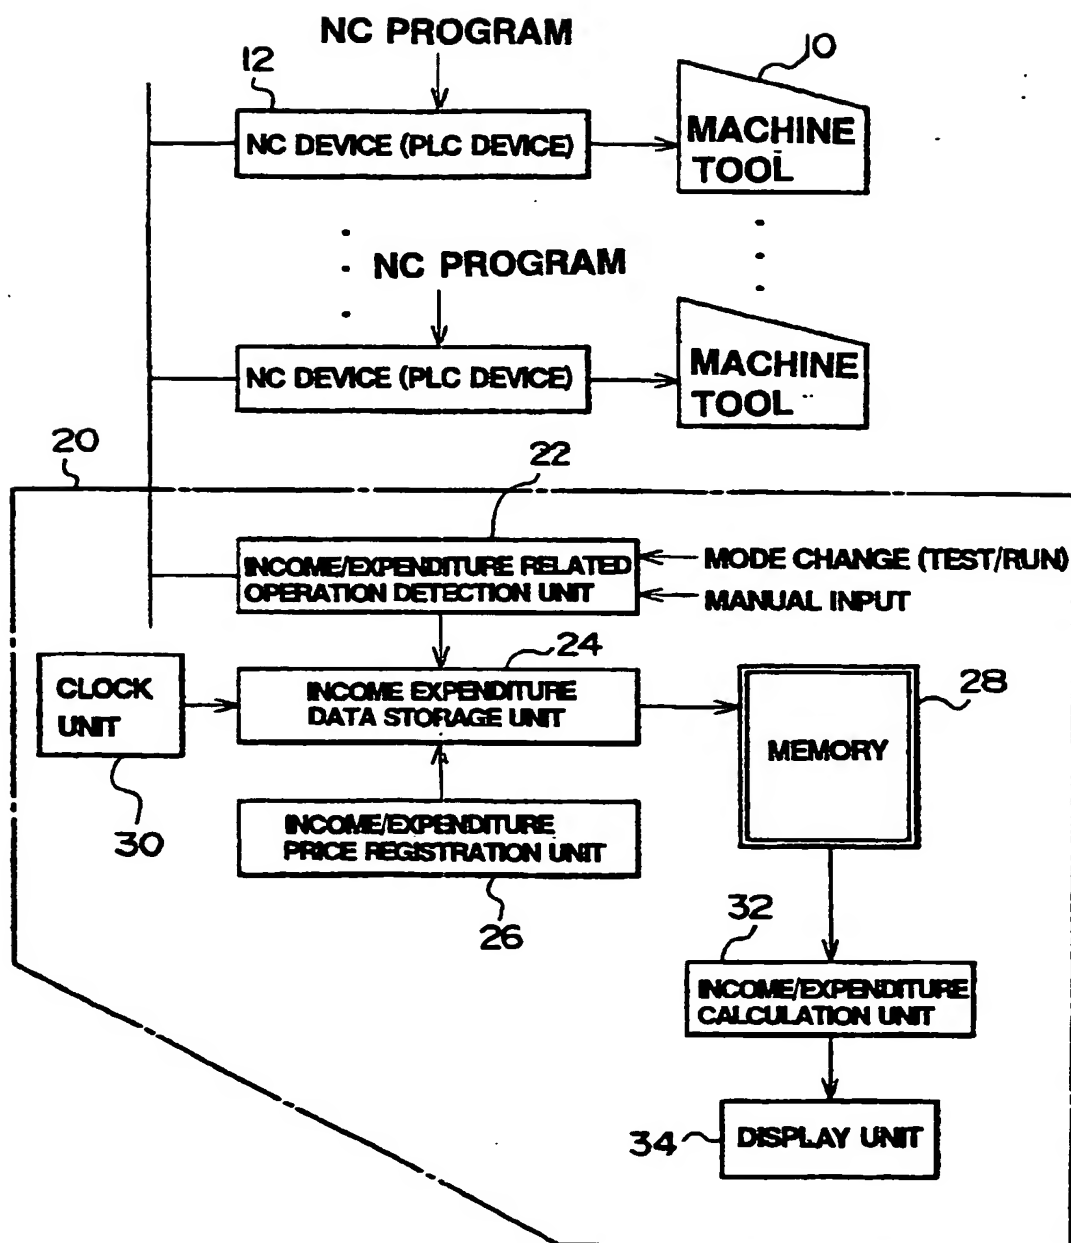 NC PROGRAM
12
10
NC DEVICE (PLC DEVICE)
MACHINE
TOOL
NC PROGRAM
NC DEVICE (PLC DEVICE)
MACHINE
TOOL
20
22
INCOME/EXPENDITURE RELATED
OPERATION DETECTION UNIT
MODE CHANGE (TEST/RUN)
MANUAL INPUT
24
28
CLOCK
UNIT
INCOME EXPENDITURE
DATA STORAGE UNIT
MEMORY
30
INCOME/EXPENDITURE
PRICE REGISTRATION UNIT
26
32
INCOME/EXPENDITURE
CALCULATION UNIT
34
DISPLAY UNIT